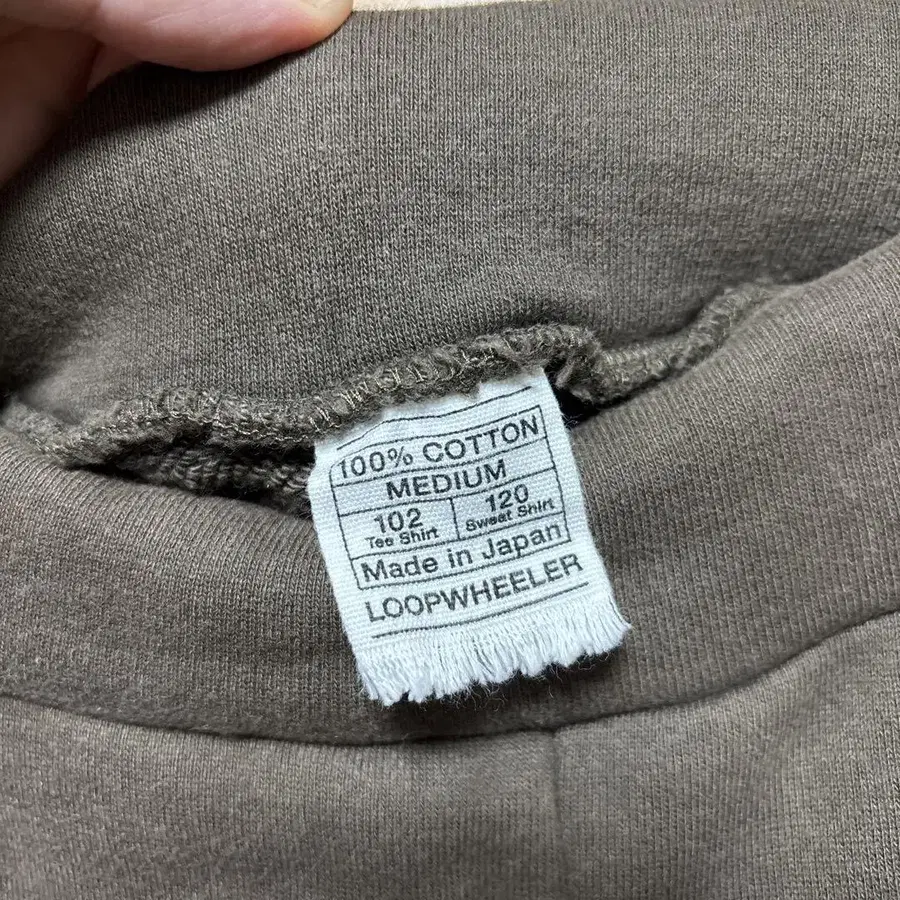 100% COTTON
MEDIUM
102 120
Tee Shirt Sweat Shirt
Made in Japan
LOOPWHEELER